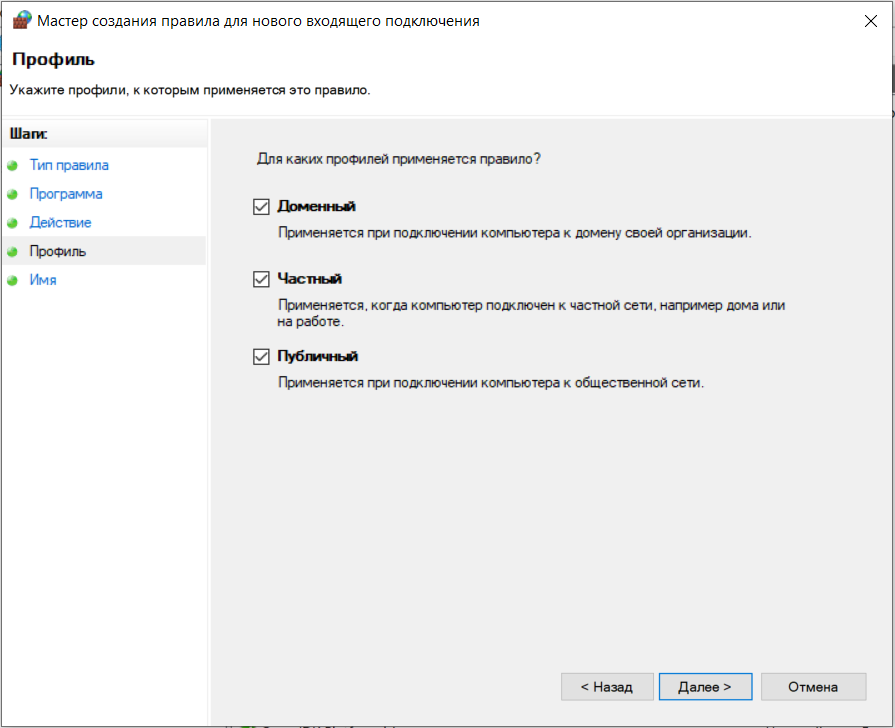 Мастер создания правила для нового входящего подключения
Профиль
Укажите профили, к которым применяется это правило.
Шаги:
Тип правила
Программа
Действие
Профиль
Имя
Для каких профилей применяется правило?
Доменный
Применяется при подключении компьютера к домену своей организации.
Частный
Применяется, когда компьютер подключен к частной сети, например дома или
на работе.
Публичный
Применяется при подключении компьютера к общественной сети.
< Назад
Далее >
Отмена